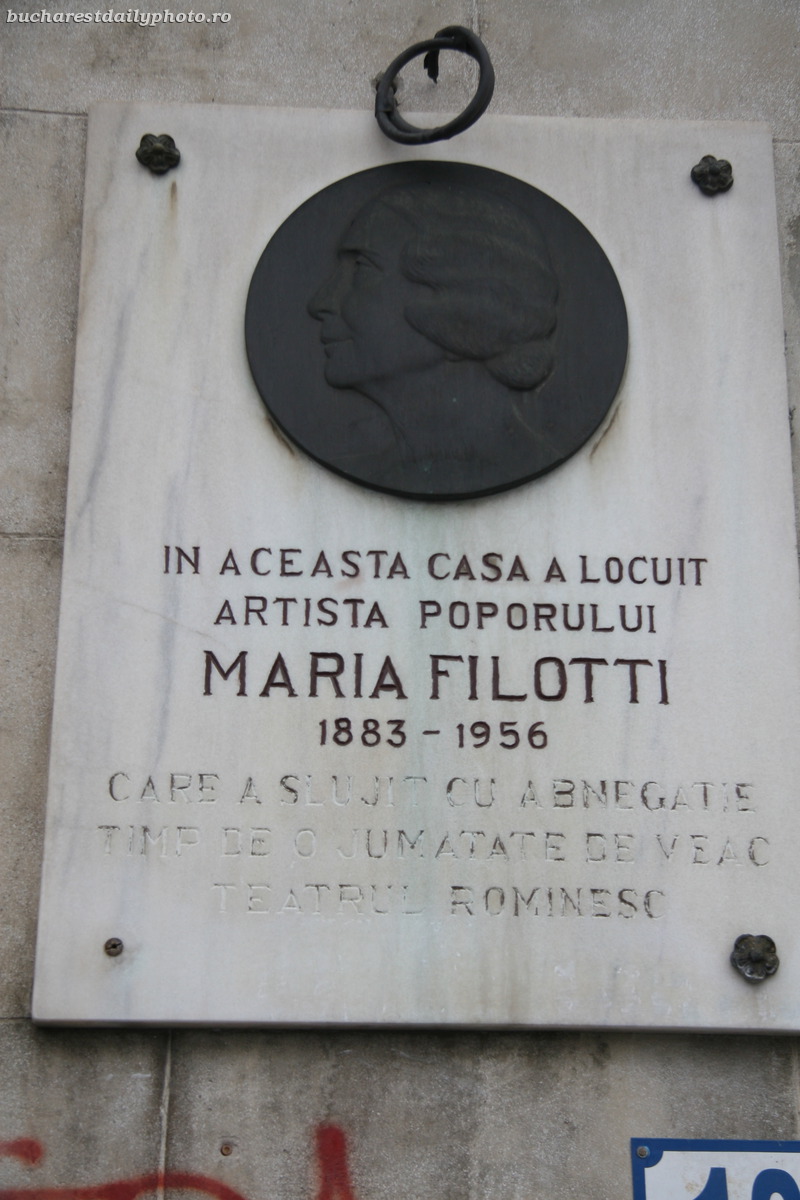 bucharestdailyphoto.ro
IN ACEASTA CASA A LOCUIT
ARTISTA POPORULUI
MARIA FILOTTI
1883 - 1956
CARE A SLUJIT CU ABNEGATIE
TIMP DE O JUMATATE DE VEAC
TEATRUL ROMINESC